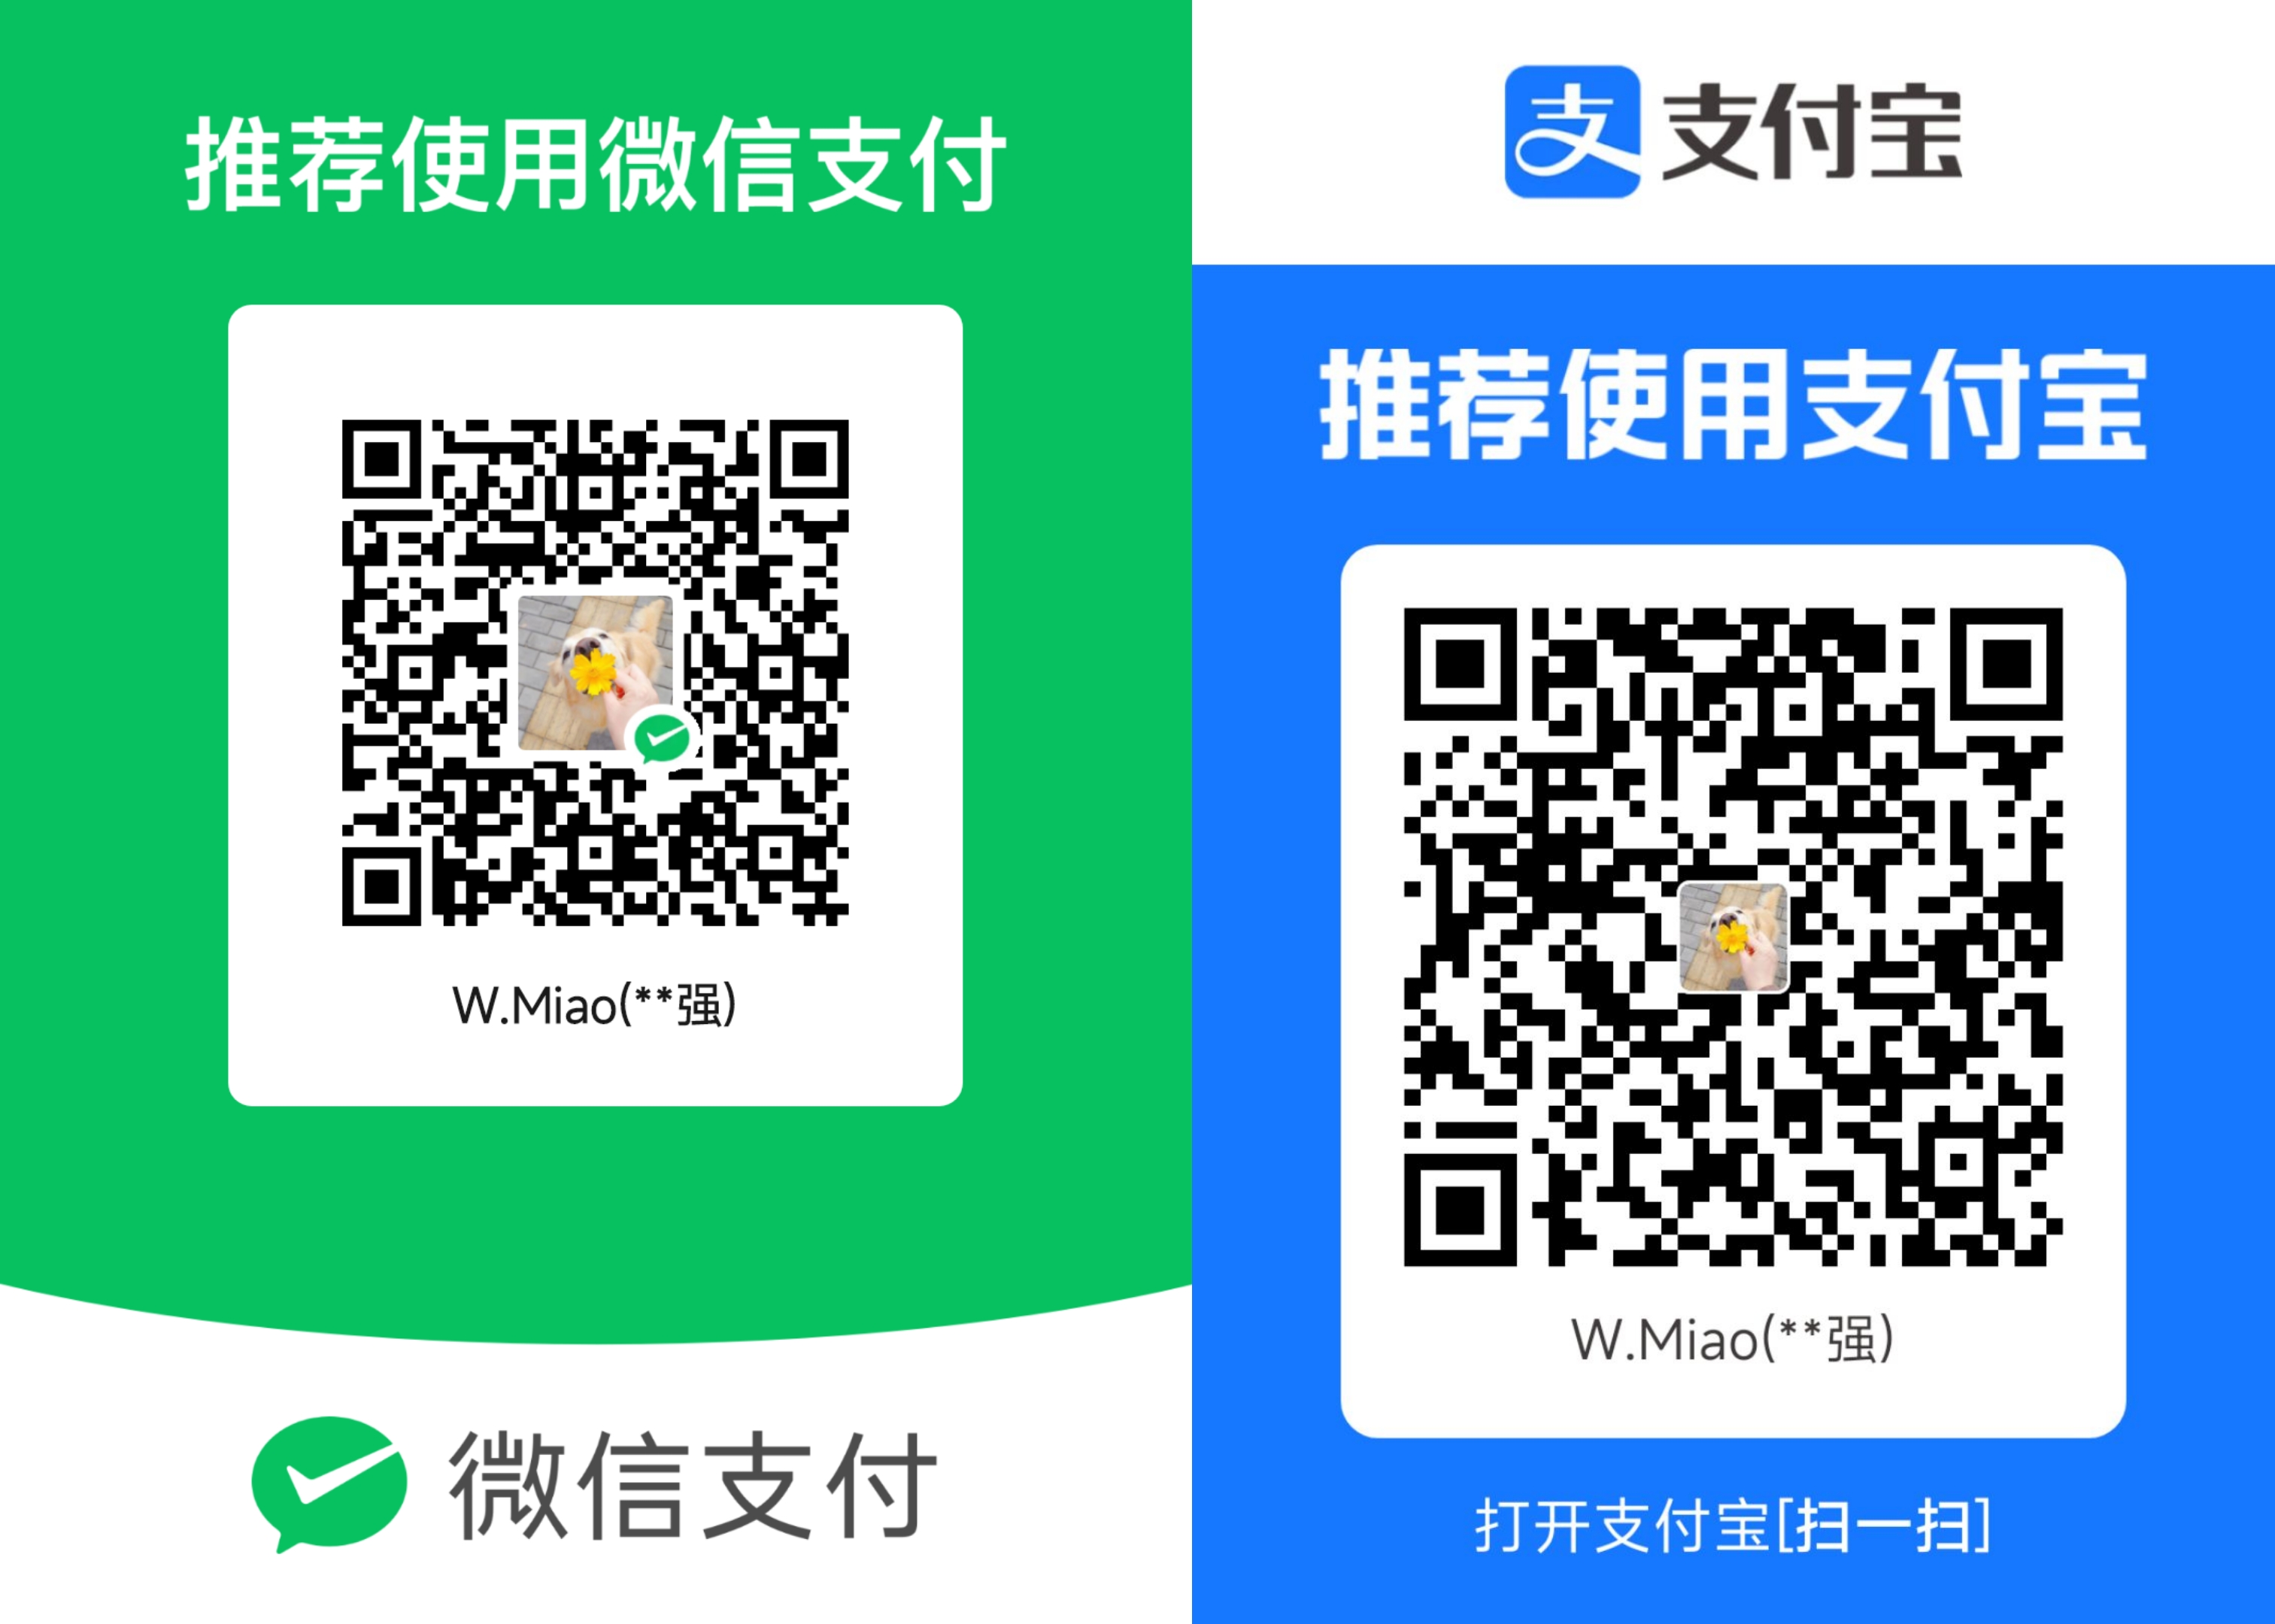 推荐使用微信支付
W.Miao(**强)
微信支付
支 支付宝
推荐使用支付宝
W.Miao(**强)
打开支付宝[扫一扫]